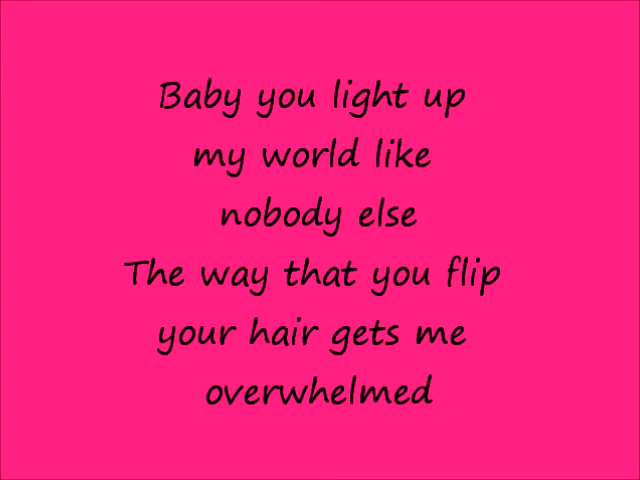 Baby you light up
my world like
nobody else
The way that you flip
your hair gets me
overwhelmed